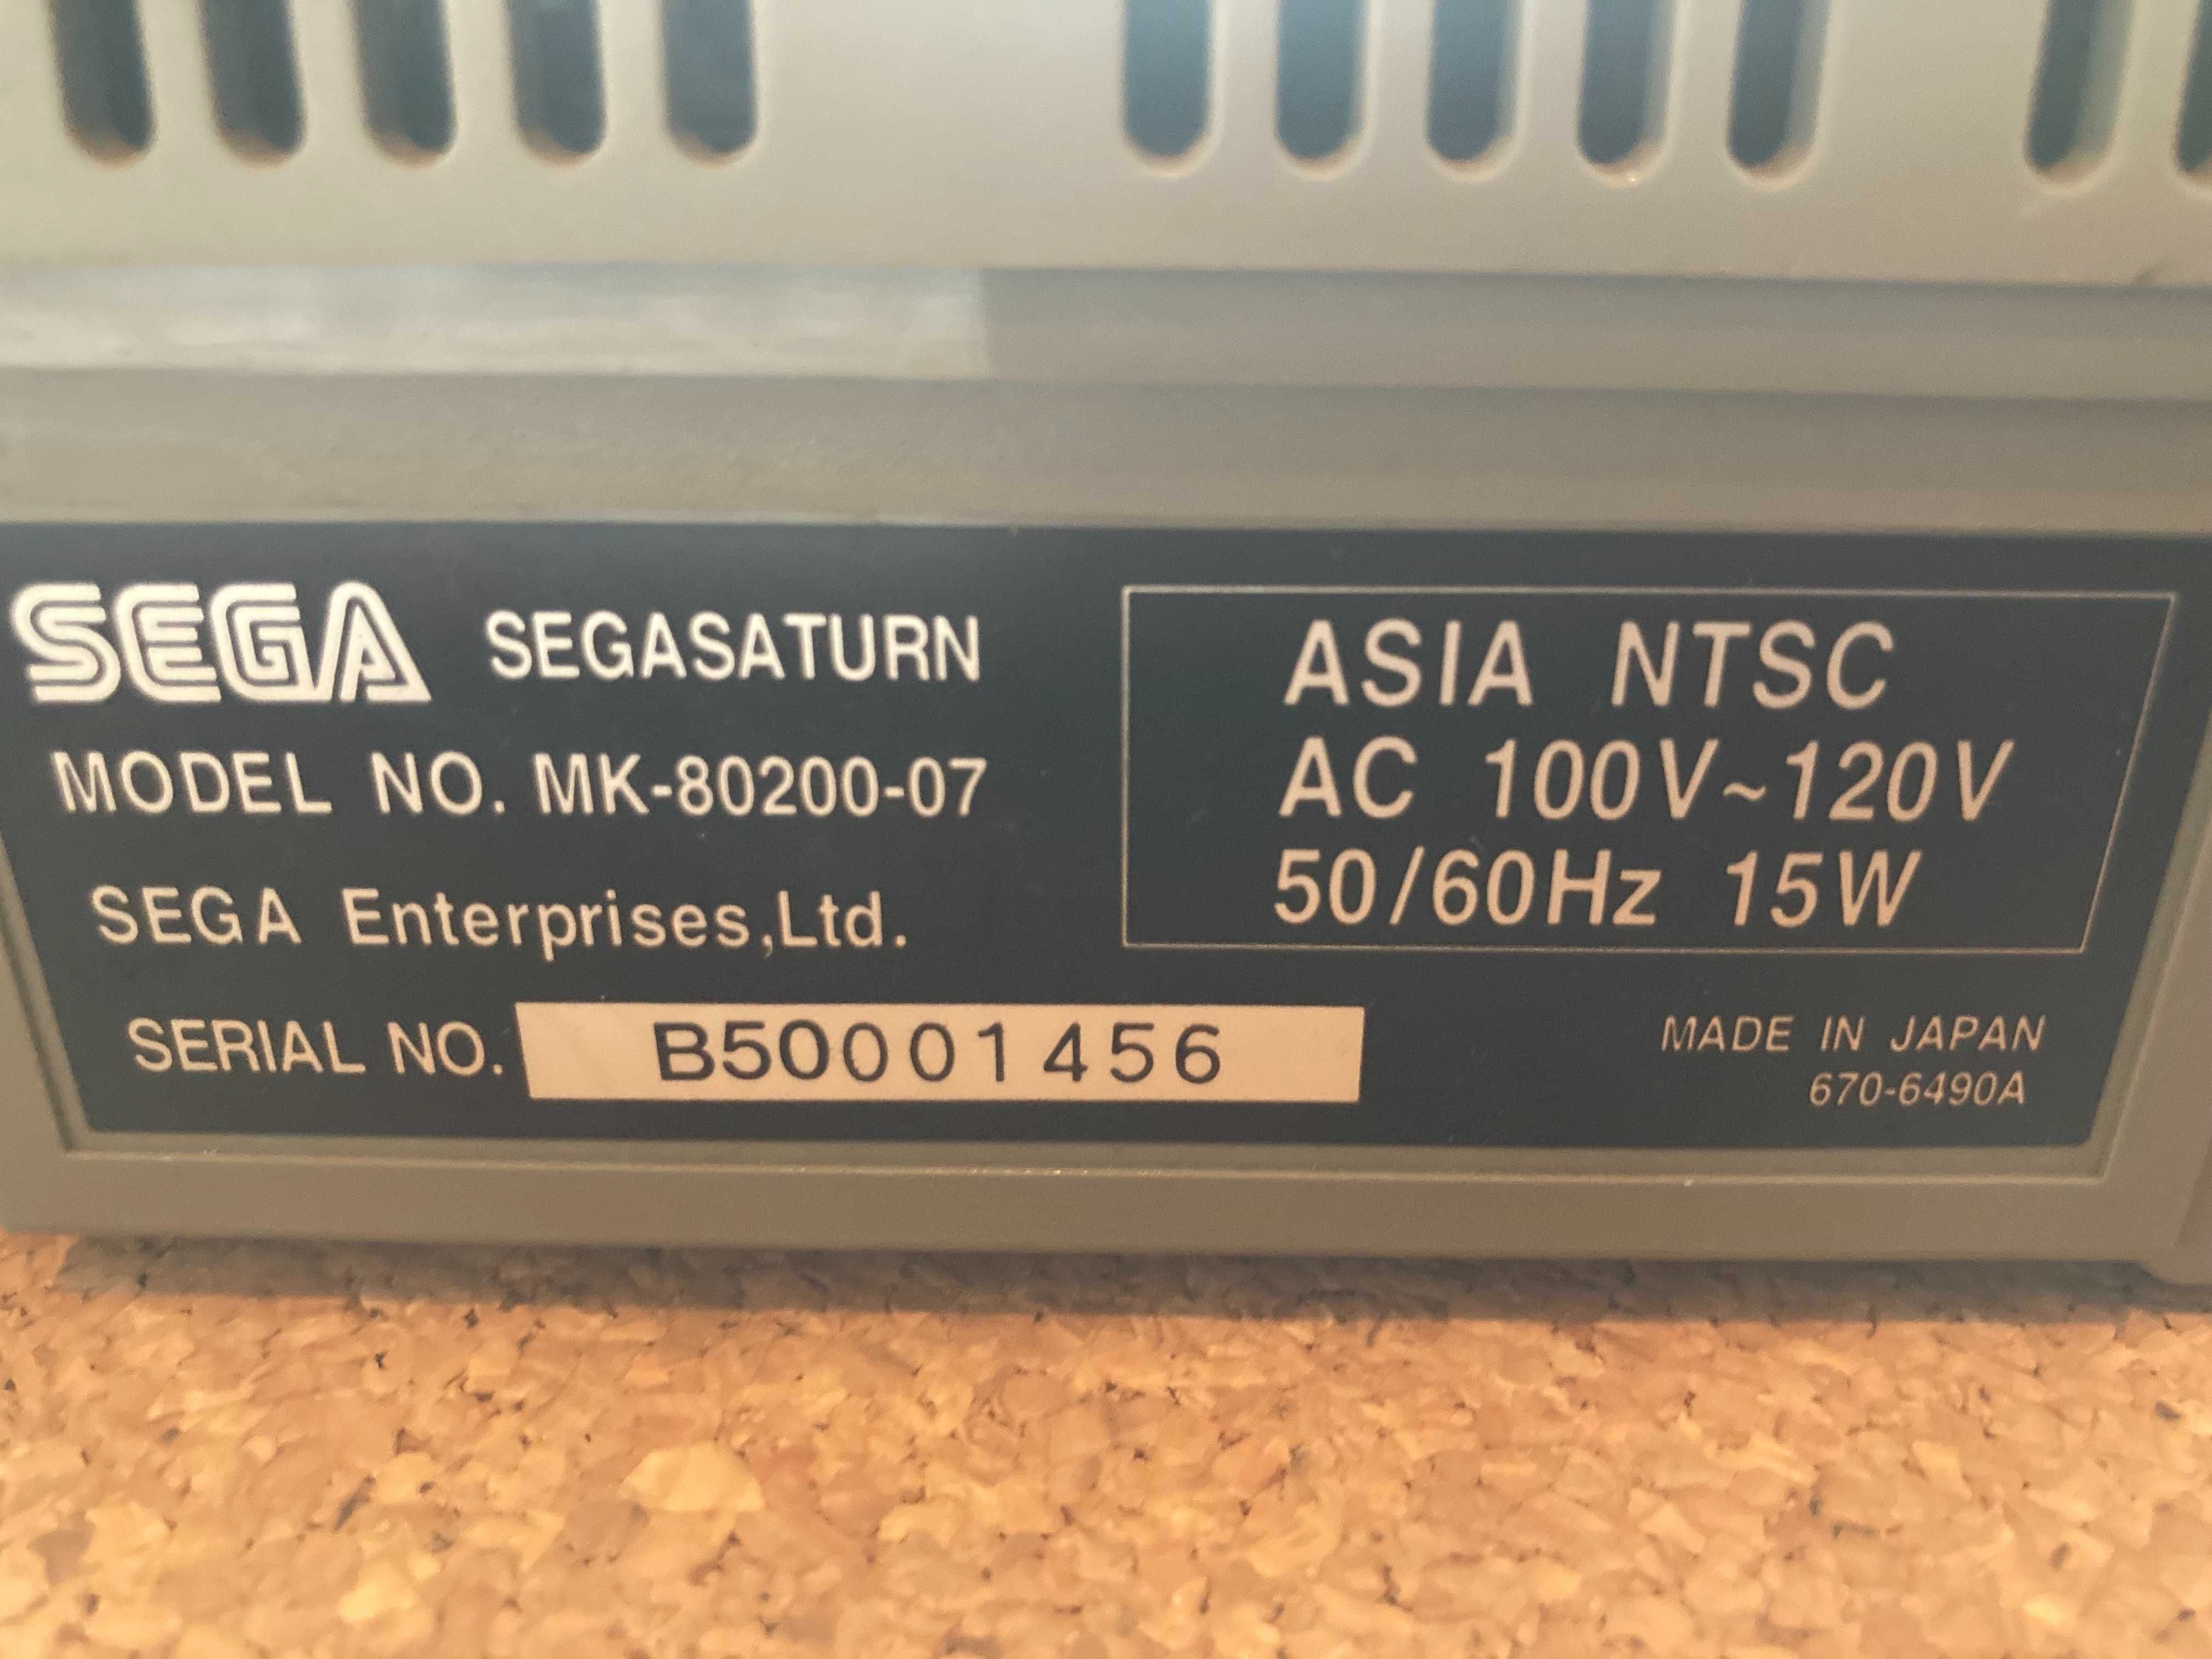 SEGA SEGASATURN
MODEL NO. MK-80200-07
SEGA Enterprises,Ltd.
SERIAL NO. B50001456
ASIA NTSC
AC 100V~120V
50/60Hz 15W
MADE IN JAPAN
670-6490A